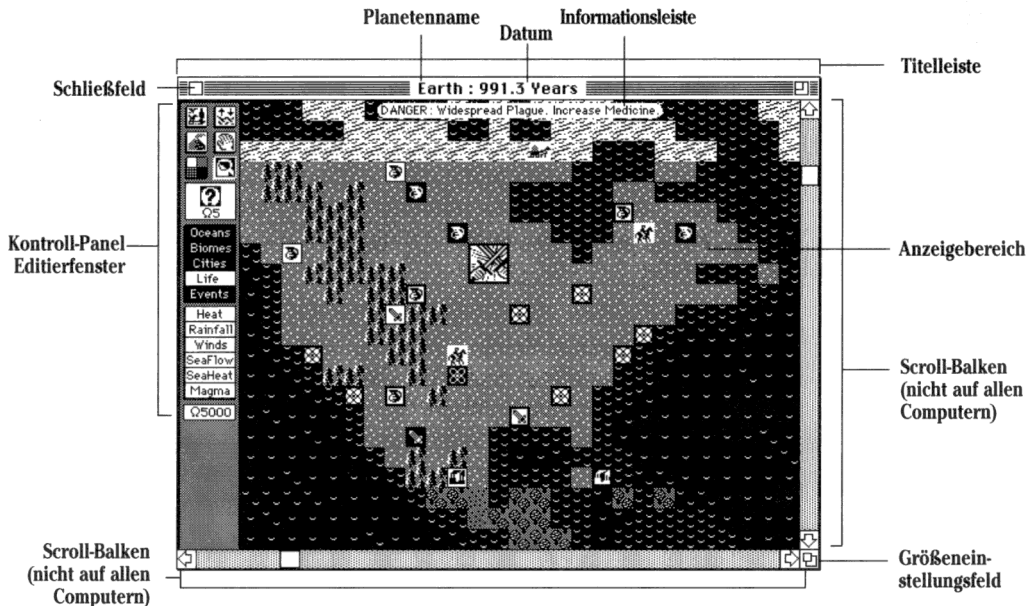 Planetenname
Informationsleiste
Datum
Titelleiste
Schließfeld
Earth : 991.3 Years
DANGER: Widespread Plague. Increase Medicine.
Ω5
Kontroll-Panel
Editierfenster
Oceans
Biomes
Cities
Life
Events
Anzeigebereich
Heat
Rainfall
Winds
SeaFlow
SeaHeat
Magma
Ω5000
Scroll-Balken
(nicht auf allen
Computern)
Scroll-Balken
(nicht auf allen
Computern)
Größenein-
stellungsfeld